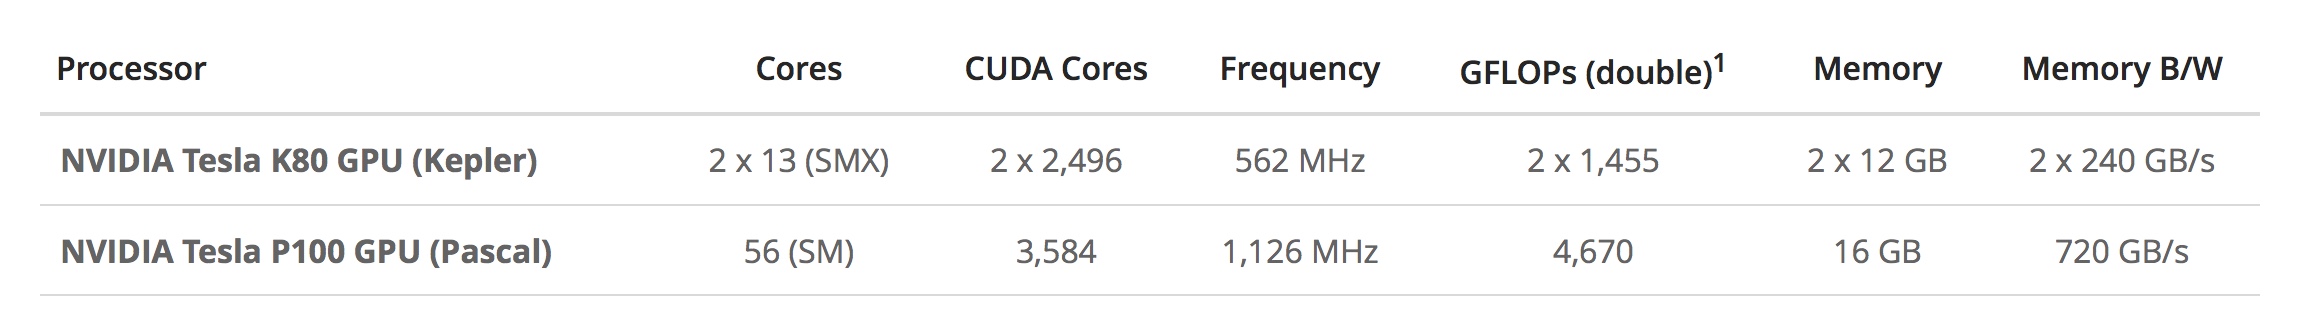 Processor Cores CUDA Cores Frequency GFLOPs (double)¹ Memory Memory B/W
NVIDIA Tesla K80 GPU (Kepler) 2 x 13 (SMX) 2 x 2,496 562 MHz 2 x 1,455 2 x 12 GB 2 x 240 GB/s
NVIDIA Tesla P100 GPU (Pascal) 56 (SM) 3,584 1,126 MHz 4,670 16 GB 720 GB/s